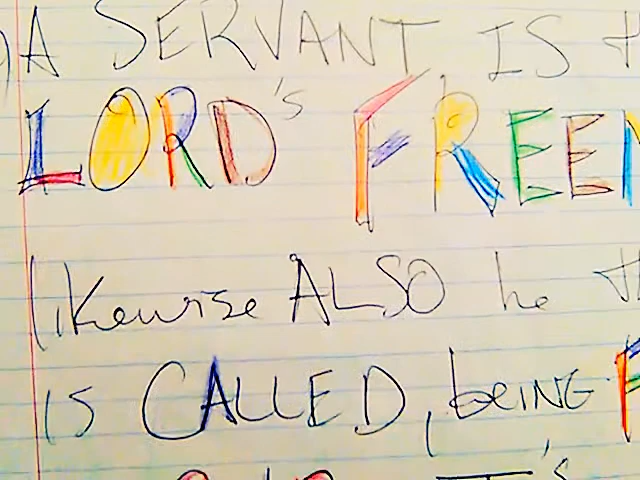 A SERVANT IS
LORD's FREE
likewise ALSO he
is CALLED, being